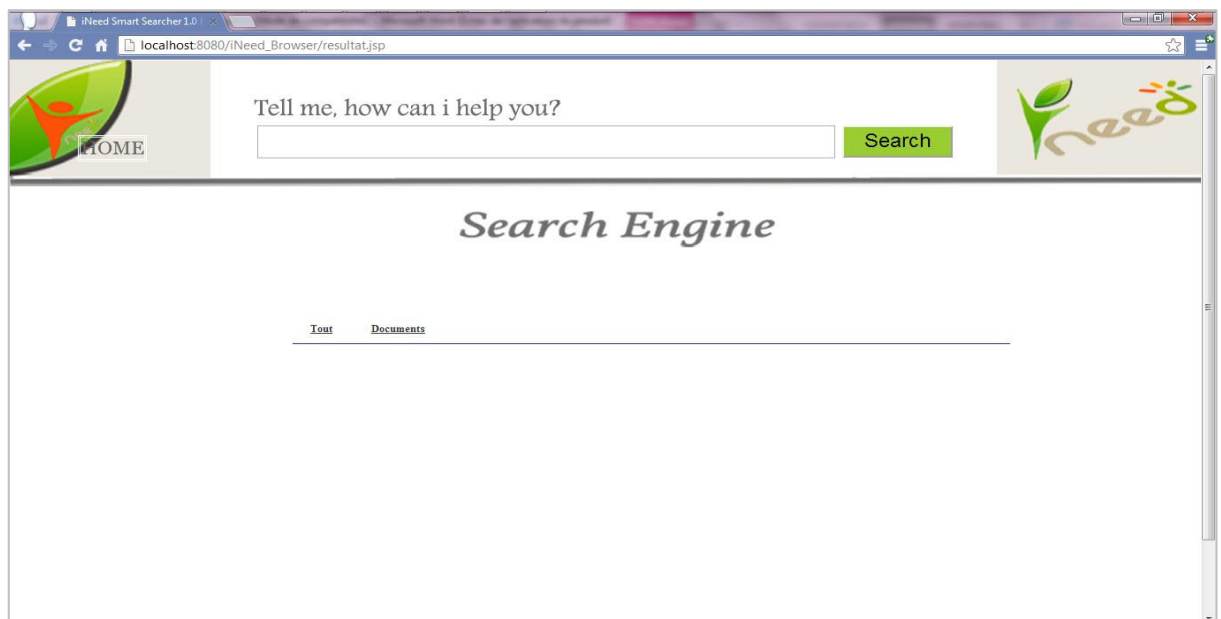 iNeed Smart Searcher 1.0
localhost:8080/iNeed_Browser/resultat.jsp
HOME
Tell me, how can i help you?
Search
need
Search Engine
Tout Documents